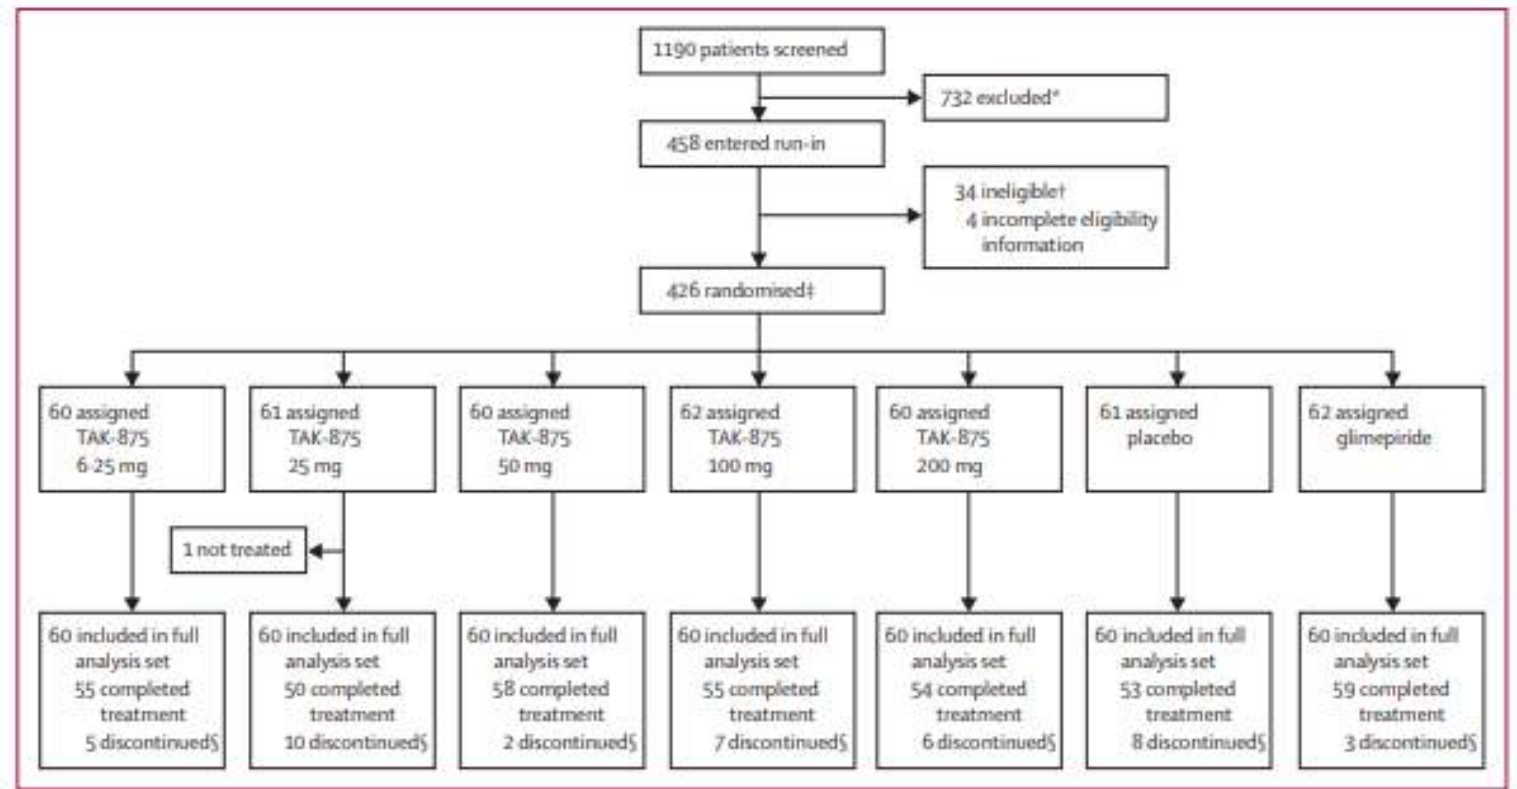 1190 patients screened
732 excluded*
458 entered run-in
34 ineligible†
4 incomplete eligibility
information
426 randomised‡
60 assigned
TAK-875
6·25 mg
61 assigned
TAK-875
25 mg
60 assigned
TAK-875
50 mg
62 assigned
TAK-875
100 mg
60 assigned
TAK-875
200 mg
61 assigned
placebo
62 assigned
glimepiride
1 not treated
60 included in full
analysis set
55 completed
treatment
5 discontinued§
60 included in full
analysis set
50 completed
treatment
10 discontinued§
60 included in full
analysis set
58 completed
treatment
2 discontinued§
60 included in full
analysis set
55 completed
treatment
7 discontinued§
60 included in full
analysis set
54 completed
treatment
6 discontinued§
60 included in full
analysis set
53 completed
treatment
8 discontinued§
60 included in full
analysis set
59 completed
treatment
3 discontinued§